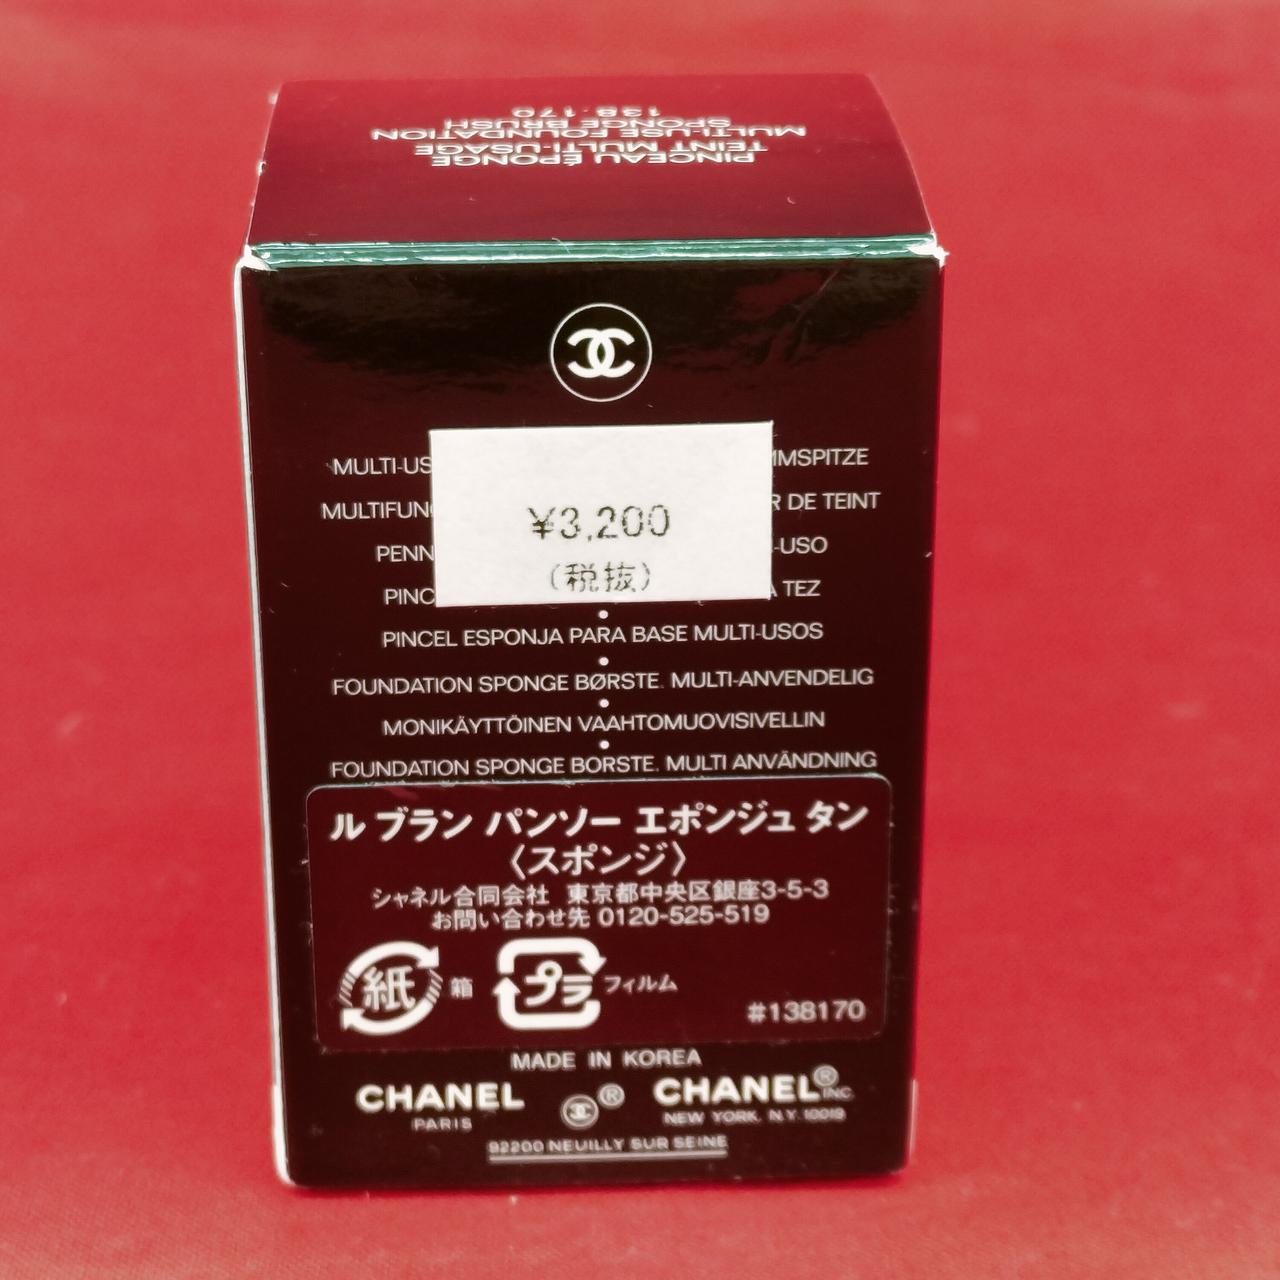 PINCEAU ÉPONGE
TEINT MULTI-USAGE
MULTI-USE FOUNDATION
SPONGE BRUSH
138.170
¥3,200
(税抜)
MMSPITZE
DE TEINT
-USO
TEZ
PINCEL ESPONJA PARA BASE MULTI-USOS
FOUNDATION SPONGE BØRSTE. MULTI-ANVENDELIG
MONIKÄYTTÖINEN VAAHTOMUOVISIVELLIN
FOUNDATION SPONGE BORSTE. MULTI ANVÄNDNING
ル ブラン パンソー エポンジュ タン
〈スポンジ〉
シャネル合同会社 東京都中央区銀座3-5-3
お問い合わせ先 0120-525-519
紙 箱 プラ フィルム
#138170
MADE IN KOREA
CHANEL ® CHANEL® INC.
PARIS NEW YORK, N.Y. 10019
92200 NEUILLY SUR SEINE